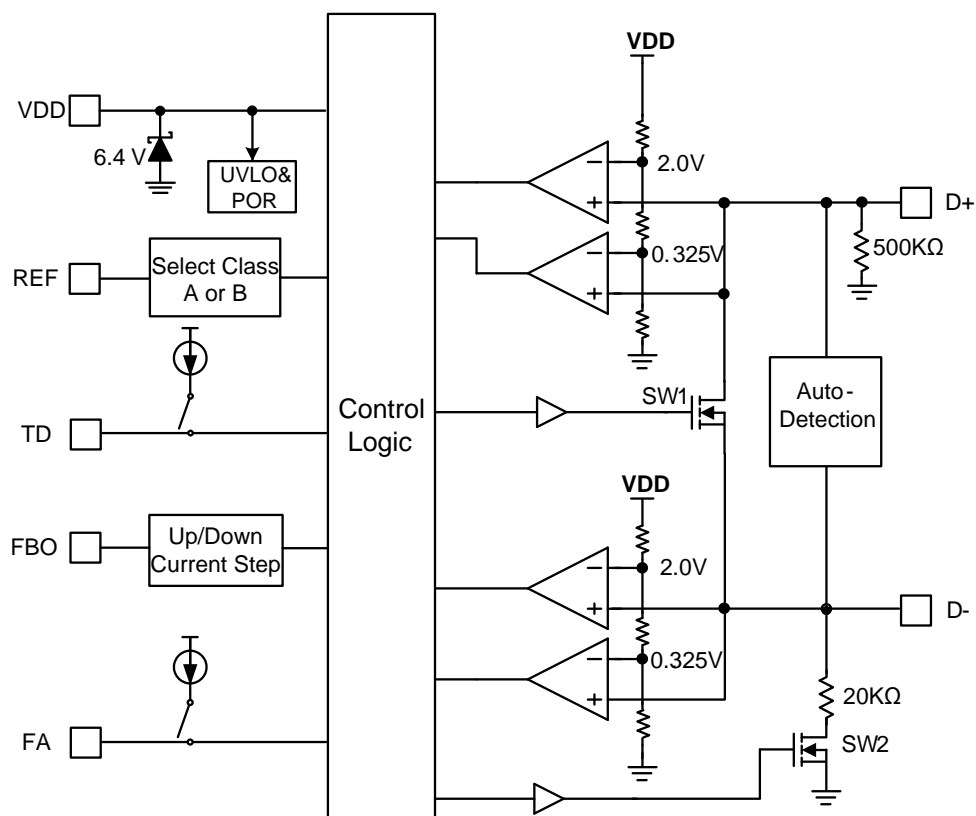 VDD
VDD
6.4 V
UVLO&
POR
2.0V
D+
REF
Select Class
A or B
0.325V
500KΩ
Control
Logic
SW1
Auto-
Detection
TD
VDD
FBO
Up/Down
Current Step
2.0V
D-
0.325V
20KΩ
FA
SW2